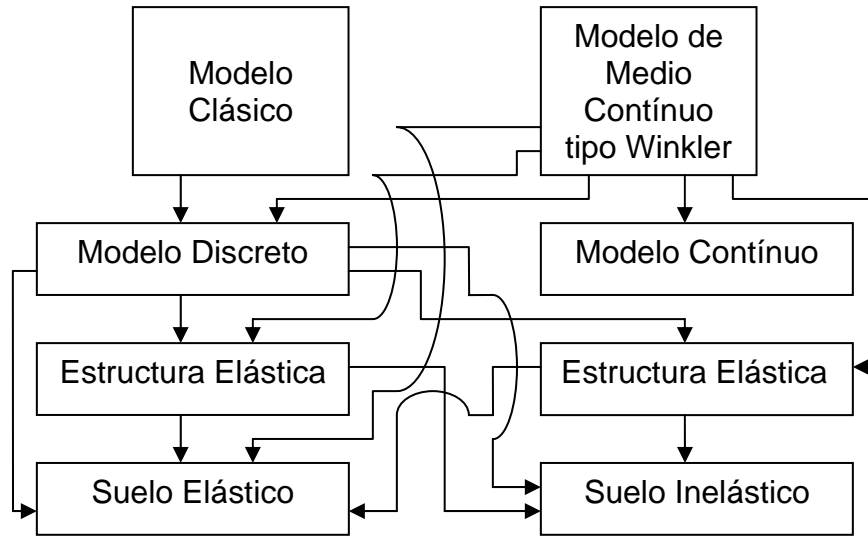 Modelo
Clásico
Modelo de
Medio
Contínuo
tipo Winkler
Modelo Discreto
Modelo Contínuo
Estructura Elástica
Estructura Elástica
Suelo Elástico
Suelo Inelástico